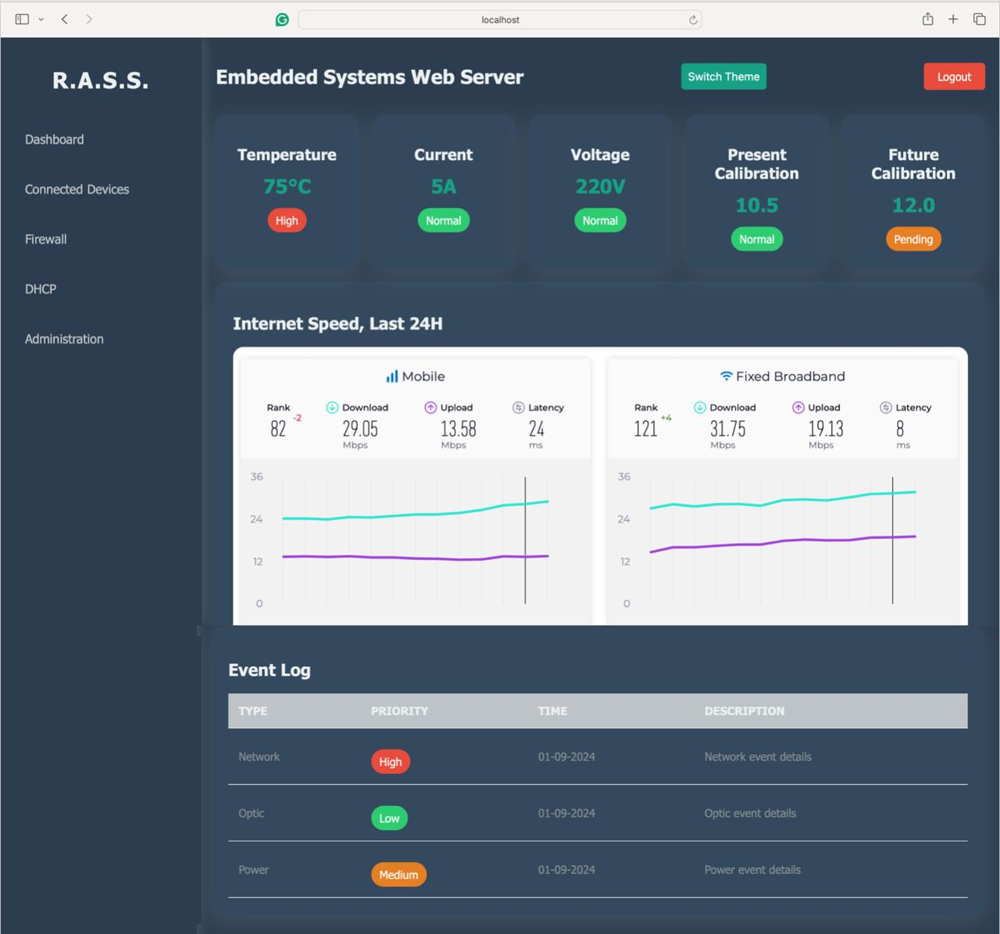 localhost
R.A.S.S.
Embedded Systems Web Server
Switch Theme
Logout
Dashboard
Connected Devices
Firewall
DHCP
Administration
Temperature
75°C
High
Current
5A
Normal
Voltage
220V
Normal
Present
Calibration
10.5
Normal
Future
Calibration
12.0
Pending
Internet Speed, Last 24H
Mobile
Rank Download Upload Latency
82 -2 29.05 13.58 24
Mbps Mbps ms
36
24
12
0
Fixed Broadband
Rank Download Upload Latency
121 +4 31.75 19.13 8
Mbps Mbps ms
36
24
12
0
Event Log
TYPE PRIORITY TIME DESCRIPTION
Network High 01-09-2024 Network event details
Optic Low 01-09-2024 Optic event details
Power Medium 01-09-2024 Power event details